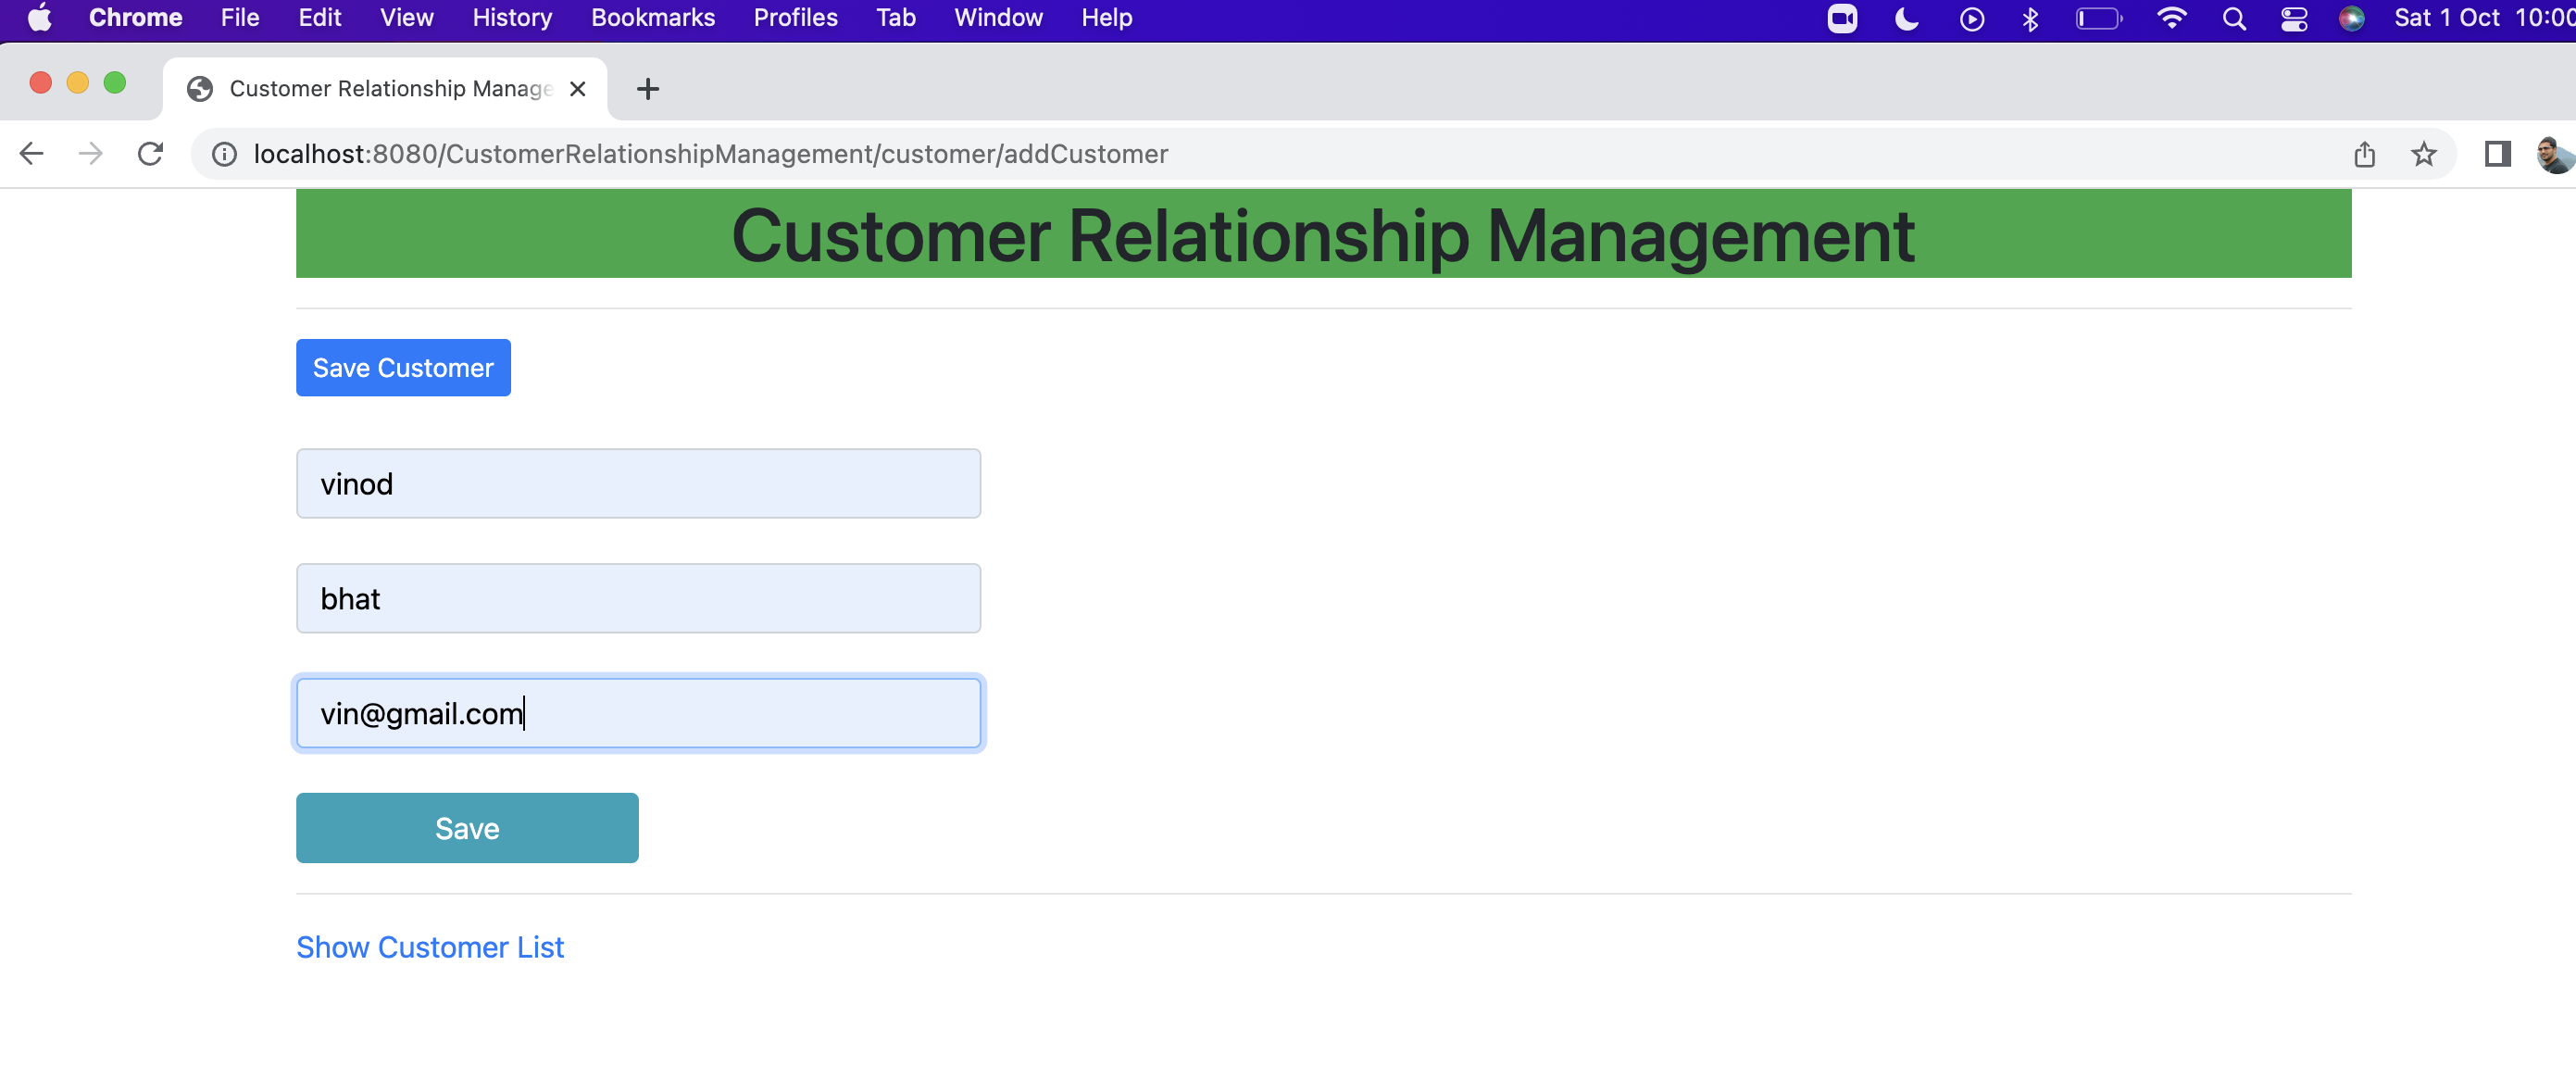 Chrome File Edit View History Bookmarks Profiles Tab Window Help Sat 1 Oct 10:00
Customer Relationship Manage
localhost:8080/CustomerRelationshipManagement/customer/addCustomer
Customer Relationship Management
Save Customer
vinod
bhat
vin@gmail.com
Save
Show Customer List